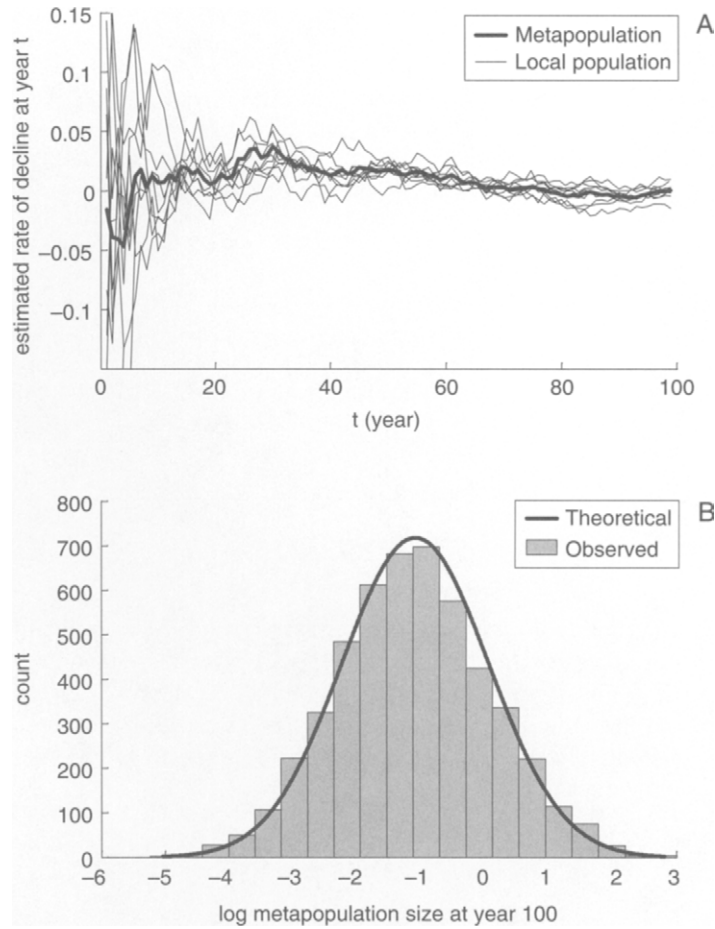 A
Metapopulation
Local population
estimated rate of decline at year t
0.15
0.1
0.05
0
−0.05
−0.1
0 20 40 60 80 100
t (year)
B
Theoretical
Observed
count
800
700
600
500
400
300
200
100
0
−6 −5 −4 −3 −2 −1 0 1 2 3
log metapopulation size at year 100